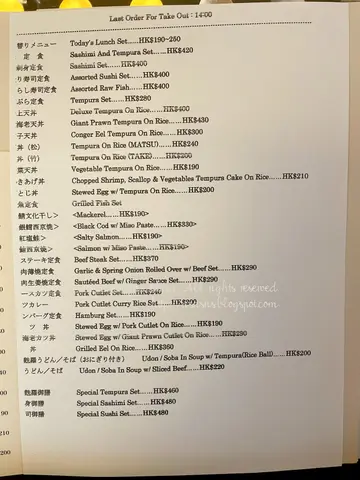 Last Order For Take Out : 14:00
替りメニュー Today's Lunch Set.....HK$190~250
定 食 Sashimi And Tempura Set.....HK$420
刺身定食 Sashimi Set......HK$400
り寿司定食 Assorted Sushi Set.....HK$400
らし寿司定食 Assorted Raw Fish.....HK$400
ぷら定食 Tempura Set......HK$280
上天丼 Deluxe Tempura On Rice.....HK$400
海老天丼 Giant Prawn Tempura On Rice.....HK$430
子天丼 Conger Eel Tempura On Rice.....HK$300
丼（松） Tempura On Rice (MATSU).....HK$240
丼（竹） Tempura On Rice (TAKE).....HK$200
菜天丼 Vegetable Tempura On Rice.....HK$190
きあげ丼 Chopped Shrimp, Scallop & Vegetables Tempura Cake On Rice.....HK$210
とじ丼 Stewed Egg w/ Tempura On Rice.....HK$200
魚定食 Grilled Fish Set
鯖文化干し> <Mackerel.....HK$190>
銀鱈西京焼> <Black Cod w/ Miso Paste.....HK$330>
紅塩鮭> <Salty Salmon.....HK$190>
鮭西京焼> <Salmon w/ Miso Paste.....HK$190>
ステーキ定食 Beef Steak Set.....HK$370
肉薄焼定食 Garlic & Spring Onion Rolled Over w/ Beef Set.....HK$290
肉生姜焼定食 Sautéed Beef w/ Ginger Sauce Set.....HK$290
ースカツ定食 Pork Cutlet Set.....HK$240
ツカレー Pork Cutlet Curry Rice Set.....HK$200
ンバーグ定食 Hamburg Set.....HK$190
ツ 丼 Stewed Egg w/ Pork Cutlet On Rice.....HK$190
海老カツ丼 Stewed Egg w/ Giant Prawn Cutlet On Rice.....HK$290
丼 Grilled Eel On Rice.....HK$360
麩羅うどん／そば（おにぎり付き） Udon / Soba In Soup w/ Tempura(Rice Ball).....HK$200
うどん／そば Udon / Soba In Soup w/ Sliced Beef.....HK$220
麩羅御膳 Special Tempura Set.....HK$460
身御膳 Special Sashimi Set.....HK$480
司御膳 Special Sushi Set.....HK$480